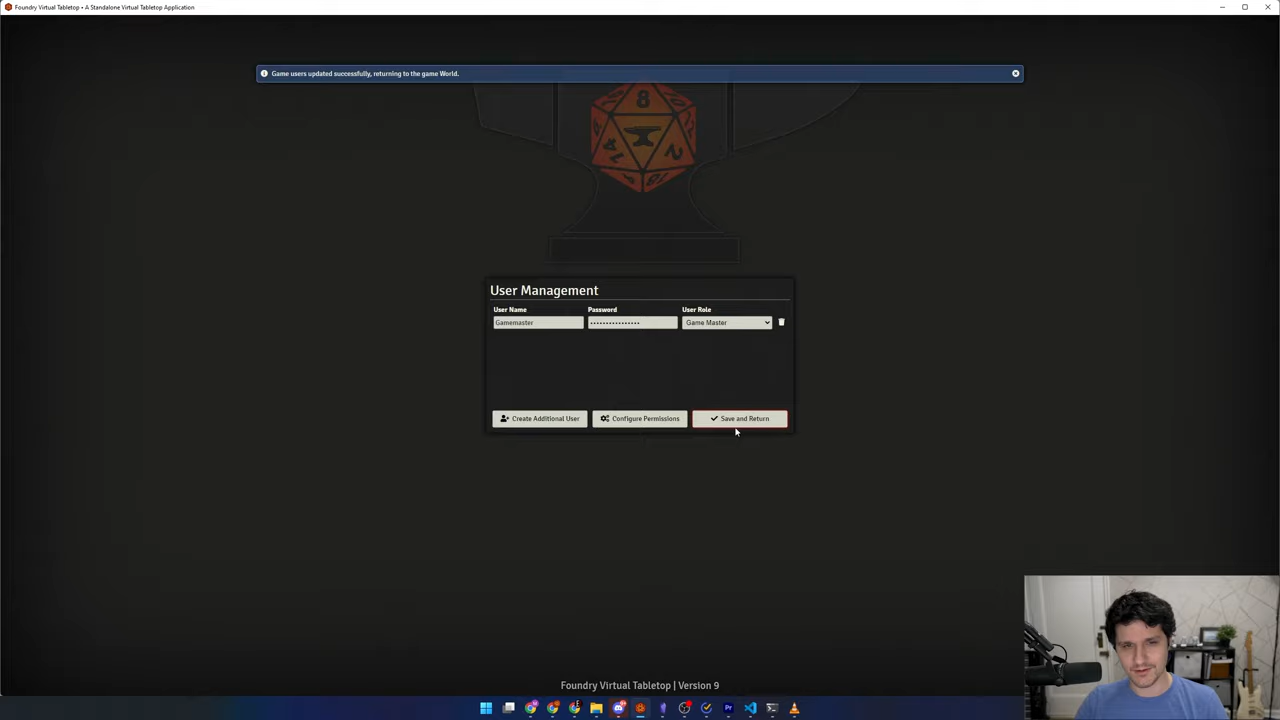 Foundry Virtual Tabletop • A Standalone Virtual Tabletop Application
Game users updated successfully, returning to the game World.
8
2
User Management
User Name
Password
User Role
Gamemaster
••••••••••••••••
Game Master
Create Additional User
Configure Permissions
Save and Return
Foundry Virtual Tabletop | Version 9